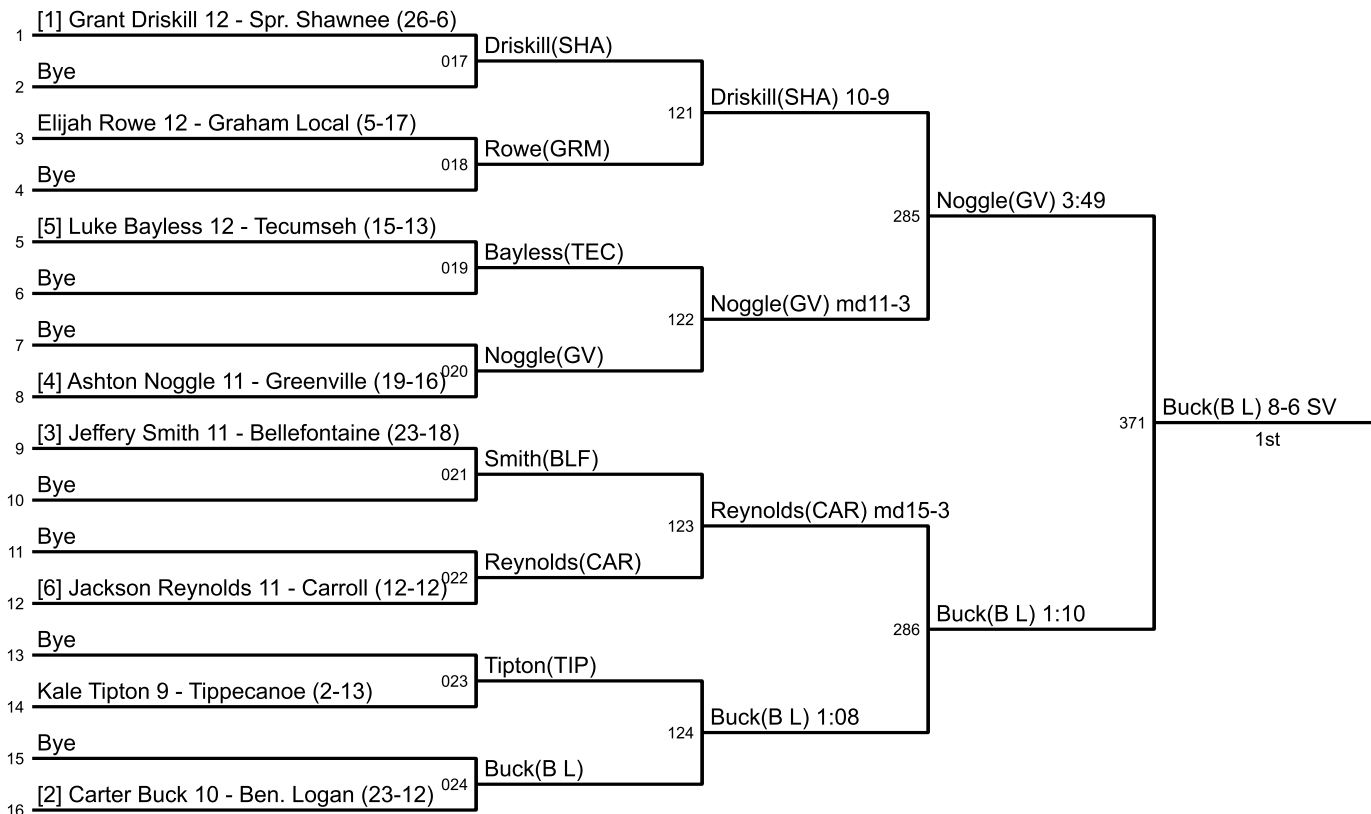 1 [1] Grant Driskill 12 - Spr. Shawnee (26-6)
017 Driskill(SHA)
2 Bye
121 Driskill(SHA) 10-9
3 Elijah Rowe 12 - Graham Local (5-17)
018 Rowe(GRM)
4 Bye
285 Noggle(GV) 3:49
5 [5] Luke Bayless 12 - Tecumseh (15-13)
019 Bayless(TEC)
6 Bye
122 Noggle(GV) md11-3
7 Bye
020 Noggle(GV)
8 [4] Ashton Noggle 11 - Greenville (19-16)
371 Buck(B L) 8-6 SV
1st
9 [3] Jeffery Smith 11 - Bellefontaine (23-18)
021 Smith(BLF)
10 Bye
123 Reynolds(CAR) md15-3
11 Bye
022 Reynolds(CAR)
12 [6] Jackson Reynolds 11 - Carroll (12-12)
286 Buck(B L) 1:10
13 Bye
023 Tipton(TIP)
14 Kale Tipton 9 - Tippecanoe (2-13)
124 Buck(B L) 1:08
15 Bye
024 Buck(B L)
16 [2] Carter Buck 10 - Ben. Logan (23-12)